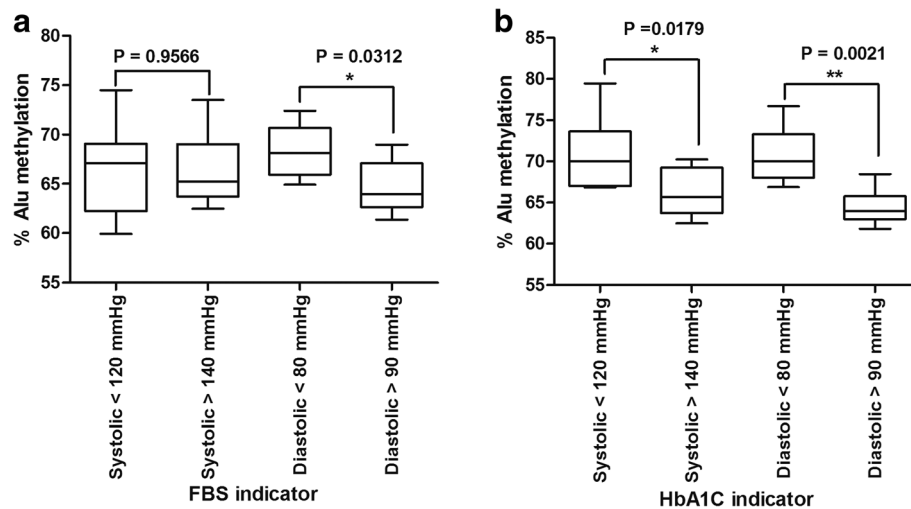 a
% Alu methylation
80
75
70
65
60
55
P = 0.9566
P = 0.0312
*
Systolic < 120 mmHg
Systolic > 140 mmHg
Diastolic < 80 mmHg
Diastolic > 90 mmHg
FBS indicator
b
% Alu methylation
85
80
75
70
65
60
55
P =0.0179
*
P = 0.0021
**
Systolic < 120 mmHg
Systolic > 140 mmHg
Diastolic < 80 mmHg
Diastolic > 90 mmHg
HbA1C indicator